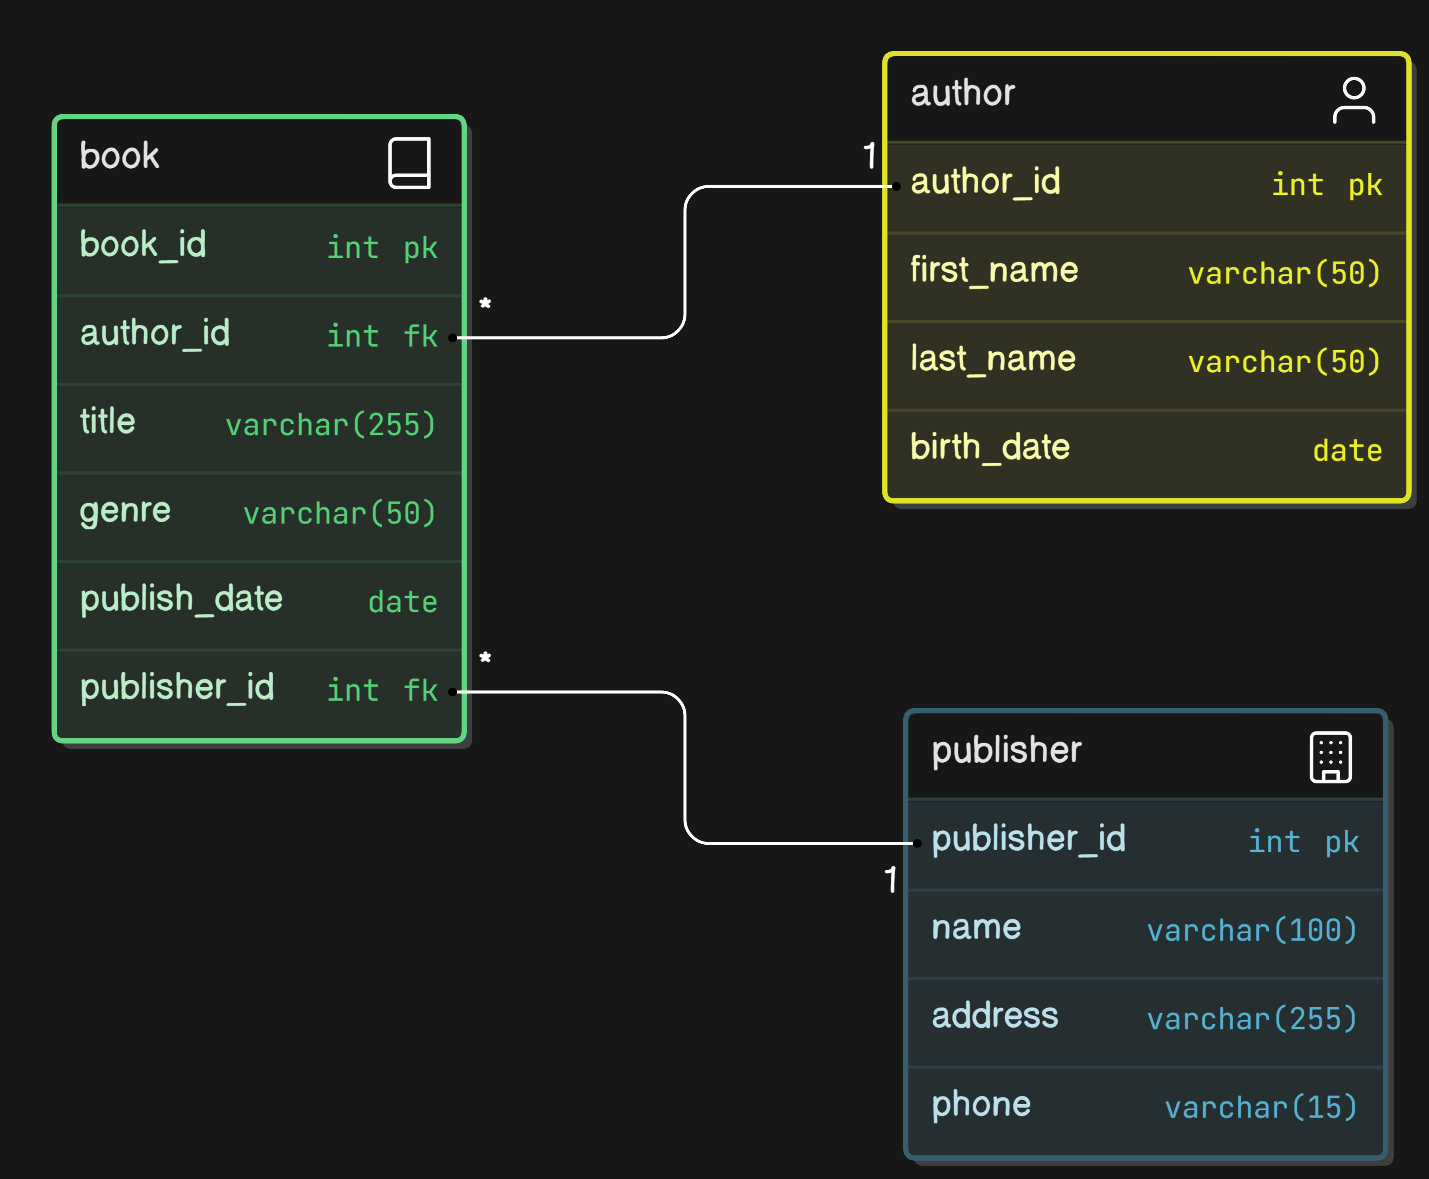 book
book_id int pk
author_id int fk
title varchar(255)
genre varchar(50)
publish_date date
publisher_id int fk
*
*
1
author
author_id int pk
first_name varchar(50)
last_name varchar(50)
birth_date date
1
publisher
publisher_id int pk
name varchar(100)
address varchar(255)
phone varchar(15)